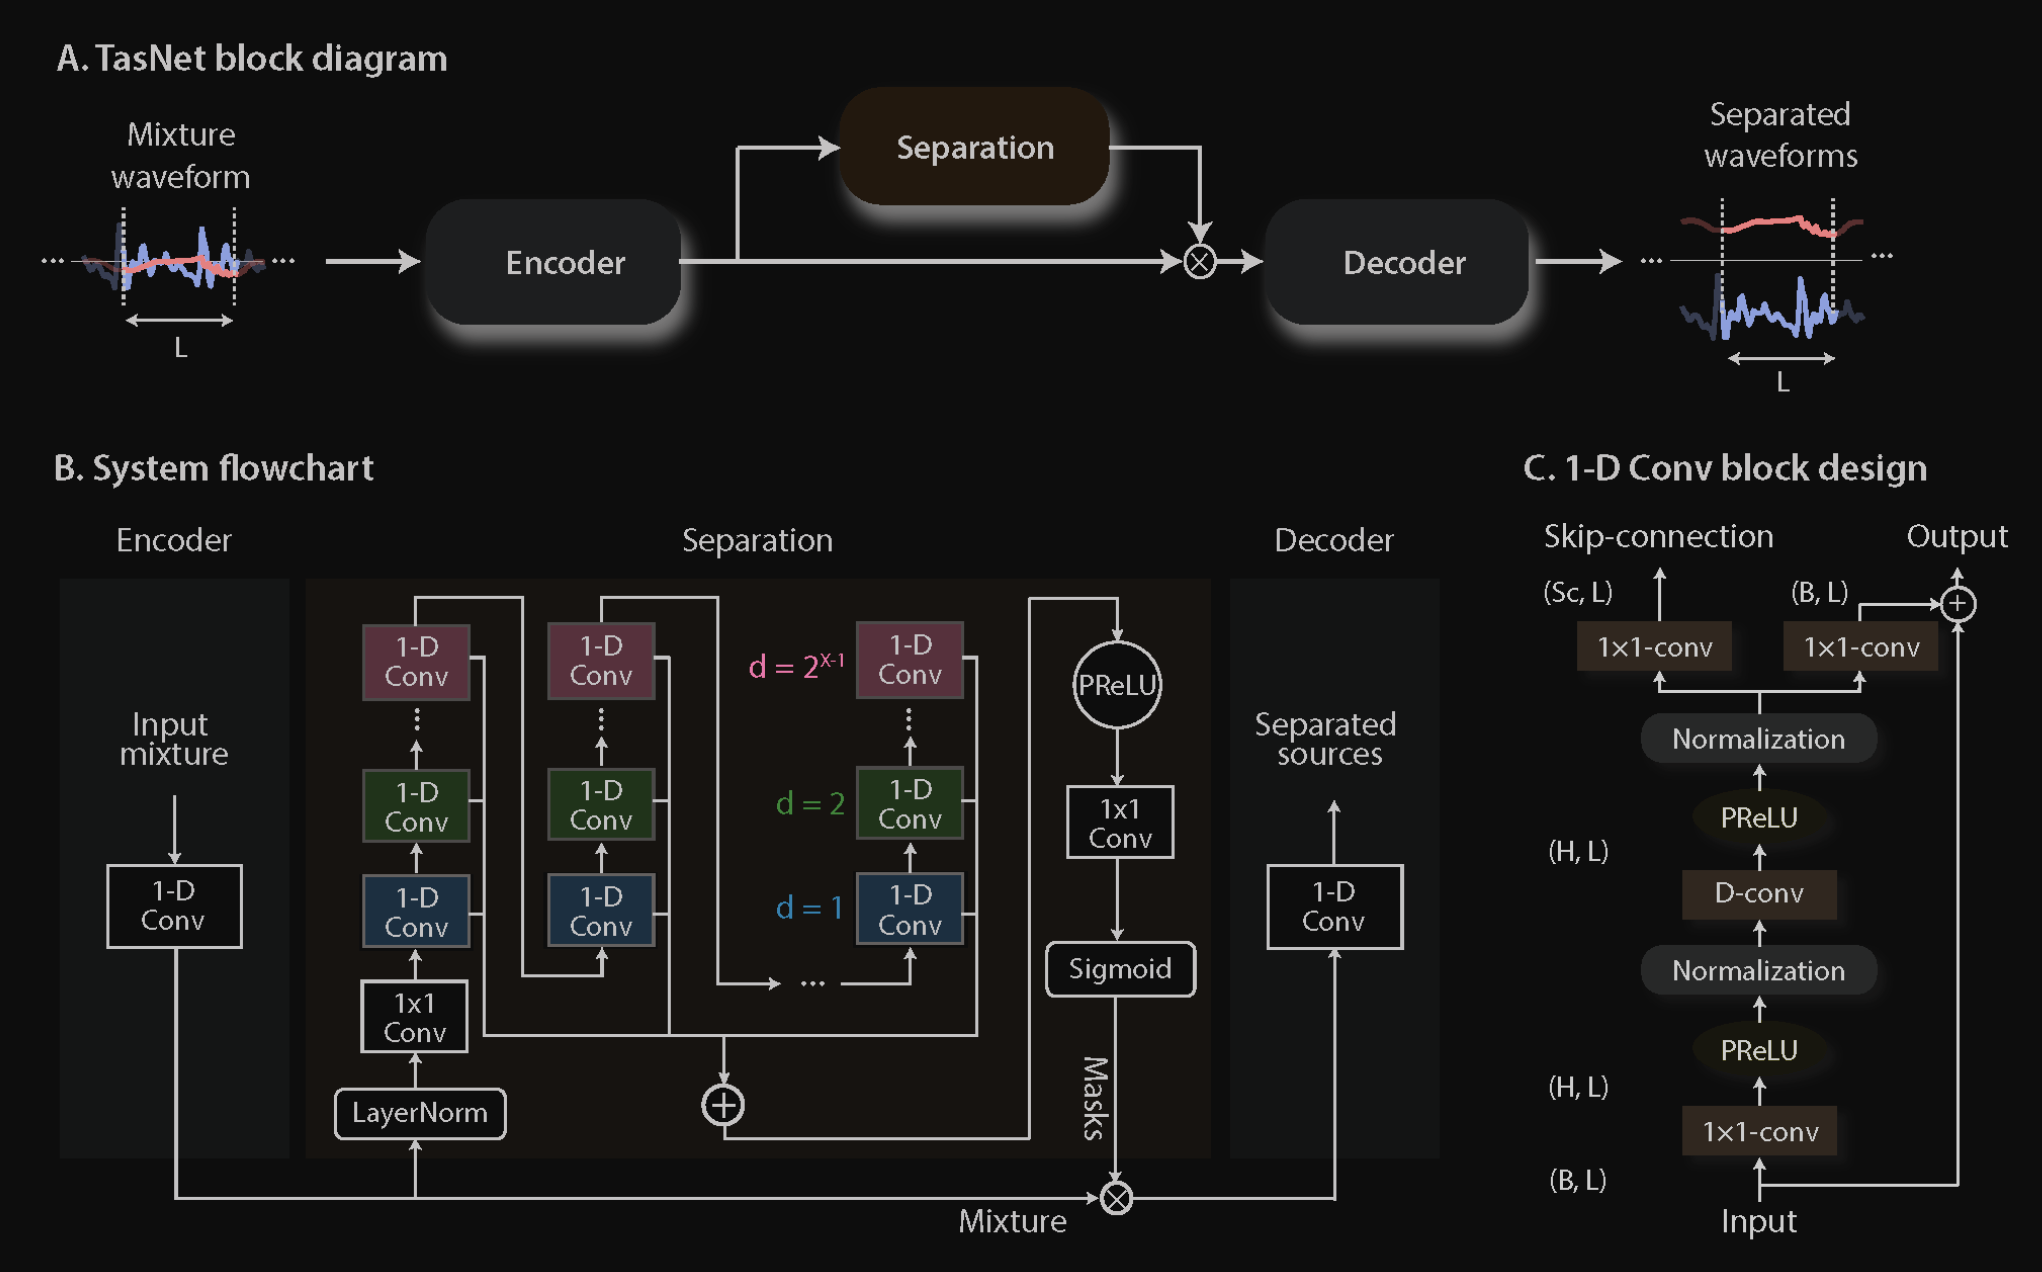 A. TasNet block diagram
Mixture
waveform
...
...
L
Encoder
Separation
Decoder
Separated
waveforms
...
...
L
B. System flowchart
Encoder
Separation
Decoder
Input
mixture
1-D
Conv
1-D
Conv
1-D
Conv
1-D
Conv
1x1
Conv
LayerNorm
1-D
Conv
1-D
Conv
1-D
Conv
...
d = 2^X-1
d = 2
d = 1
1-D
Conv
1-D
Conv
1-D
Conv
PReLU
1x1
Conv
Sigmoid
Masks
Mixture
Separated
sources
1-D
Conv
C. 1-D Conv block design
Skip-connection
Output
(Sc, L)
(B, L)
1×1-conv
1×1-conv
Normalization
PReLU
(H, L)
D-conv
Normalization
PReLU
(H, L)
1×1-conv
(B, L)
Input